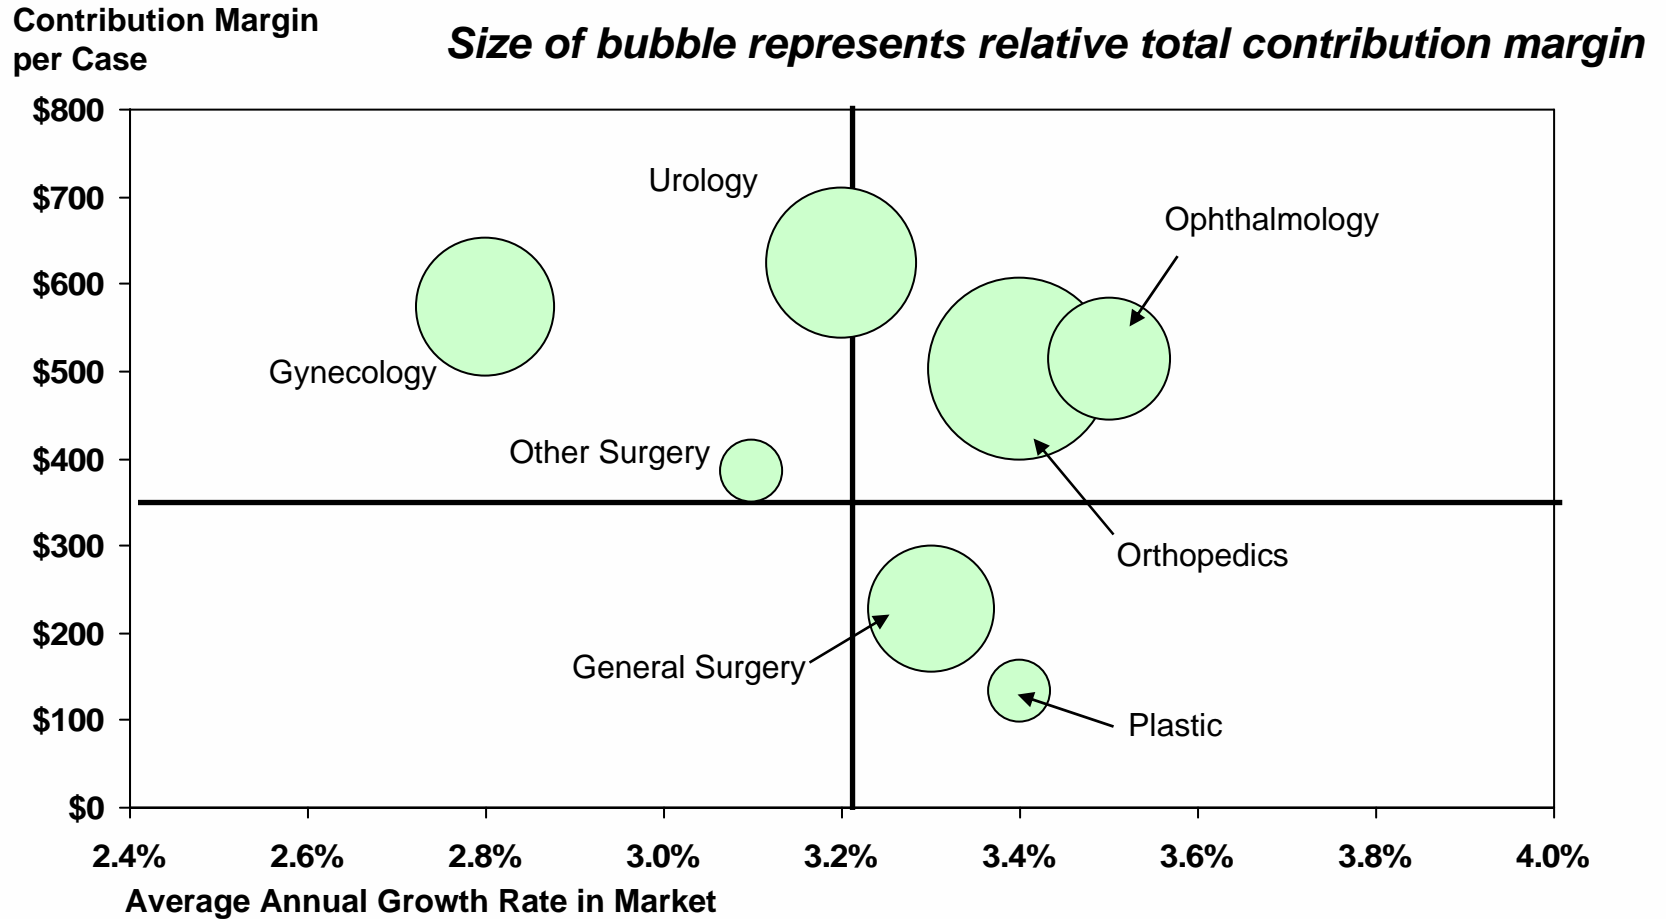 Contribution Margin
per Case
Size of bubble represents relative total contribution margin
$800
$700
$600
$500
$400
$300
$200
$100
$0
Urology
Ophthalmology
Gynecology
Other Surgery
Orthopedics
General Surgery
Plastic
2.4% 2.6% 2.8% 3.0% 3.2% 3.4% 3.6% 3.8% 4.0%
Average Annual Growth Rate in Market